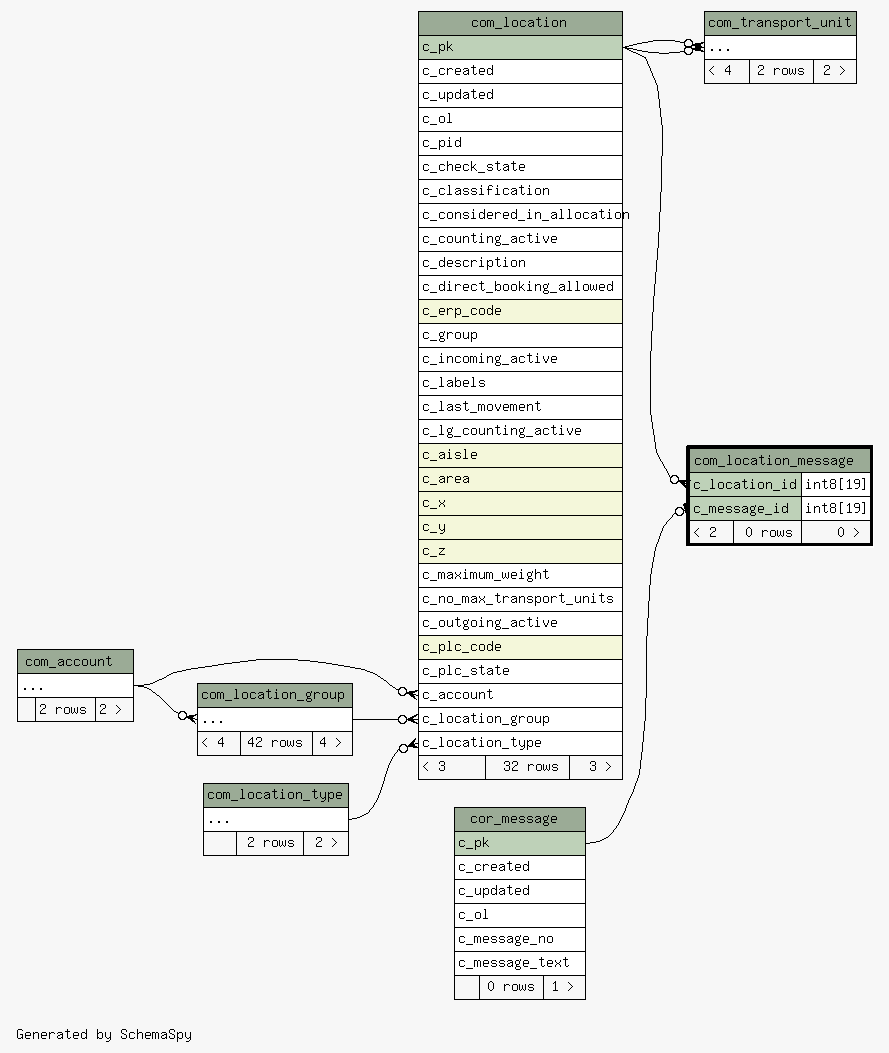 com_location
c_pk
c_created
c_updated
c_ol
c_pid
c_check_state
c_classification
c_considered_in_allocation
c_counting_active
c_description
c_direct_booking_allowed
c_erp_code
c_group
c_incoming_active
c_labels
c_last_movement
c_lg_counting_active
c_aisle
c_area
c_x
c_y
c_z
c_maximum_weight
c_no_max_transport_units
c_outgoing_active
c_plc_code
c_plc_state
c_account
c_location_group
c_location_type
< 3 32 rows 3 >
com_transport_unit
...
< 4 2 rows 2 >
com_location_message
c_location_id int8[19]
c_message_id int8[19]
< 2 0 rows 0 >
com_account
...
2 rows 2 >
com_location_group
...
< 4 42 rows 4 >
com_location_type
...
2 rows 2 >
cor_message
c_pk
c_created
c_updated
c_ol
c_message_no
c_message_text
0 rows 1 >
Generated by SchemaSpy